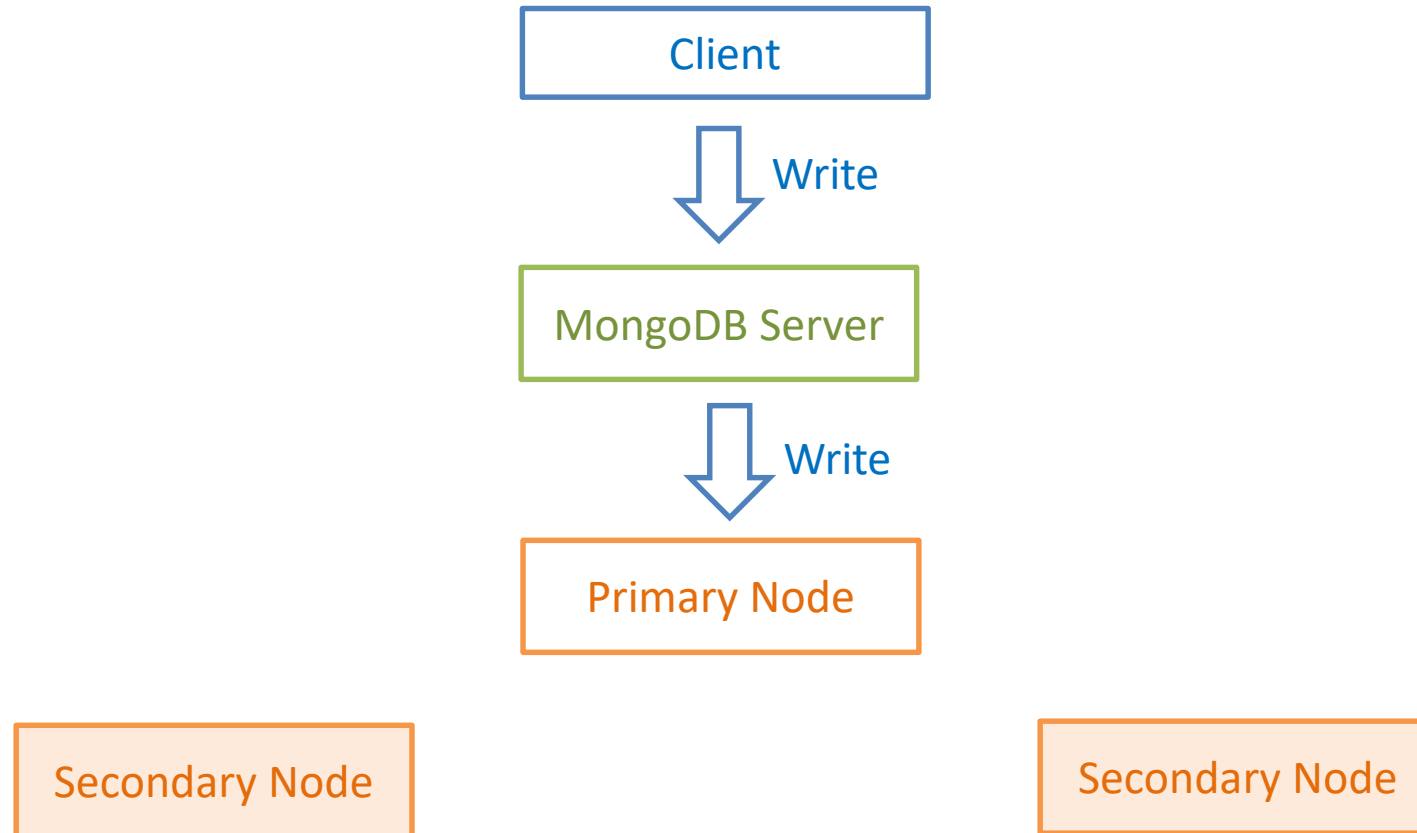 Client
Write
MongoDB Server
Write
Primary Node
Secondary Node
Secondary Node